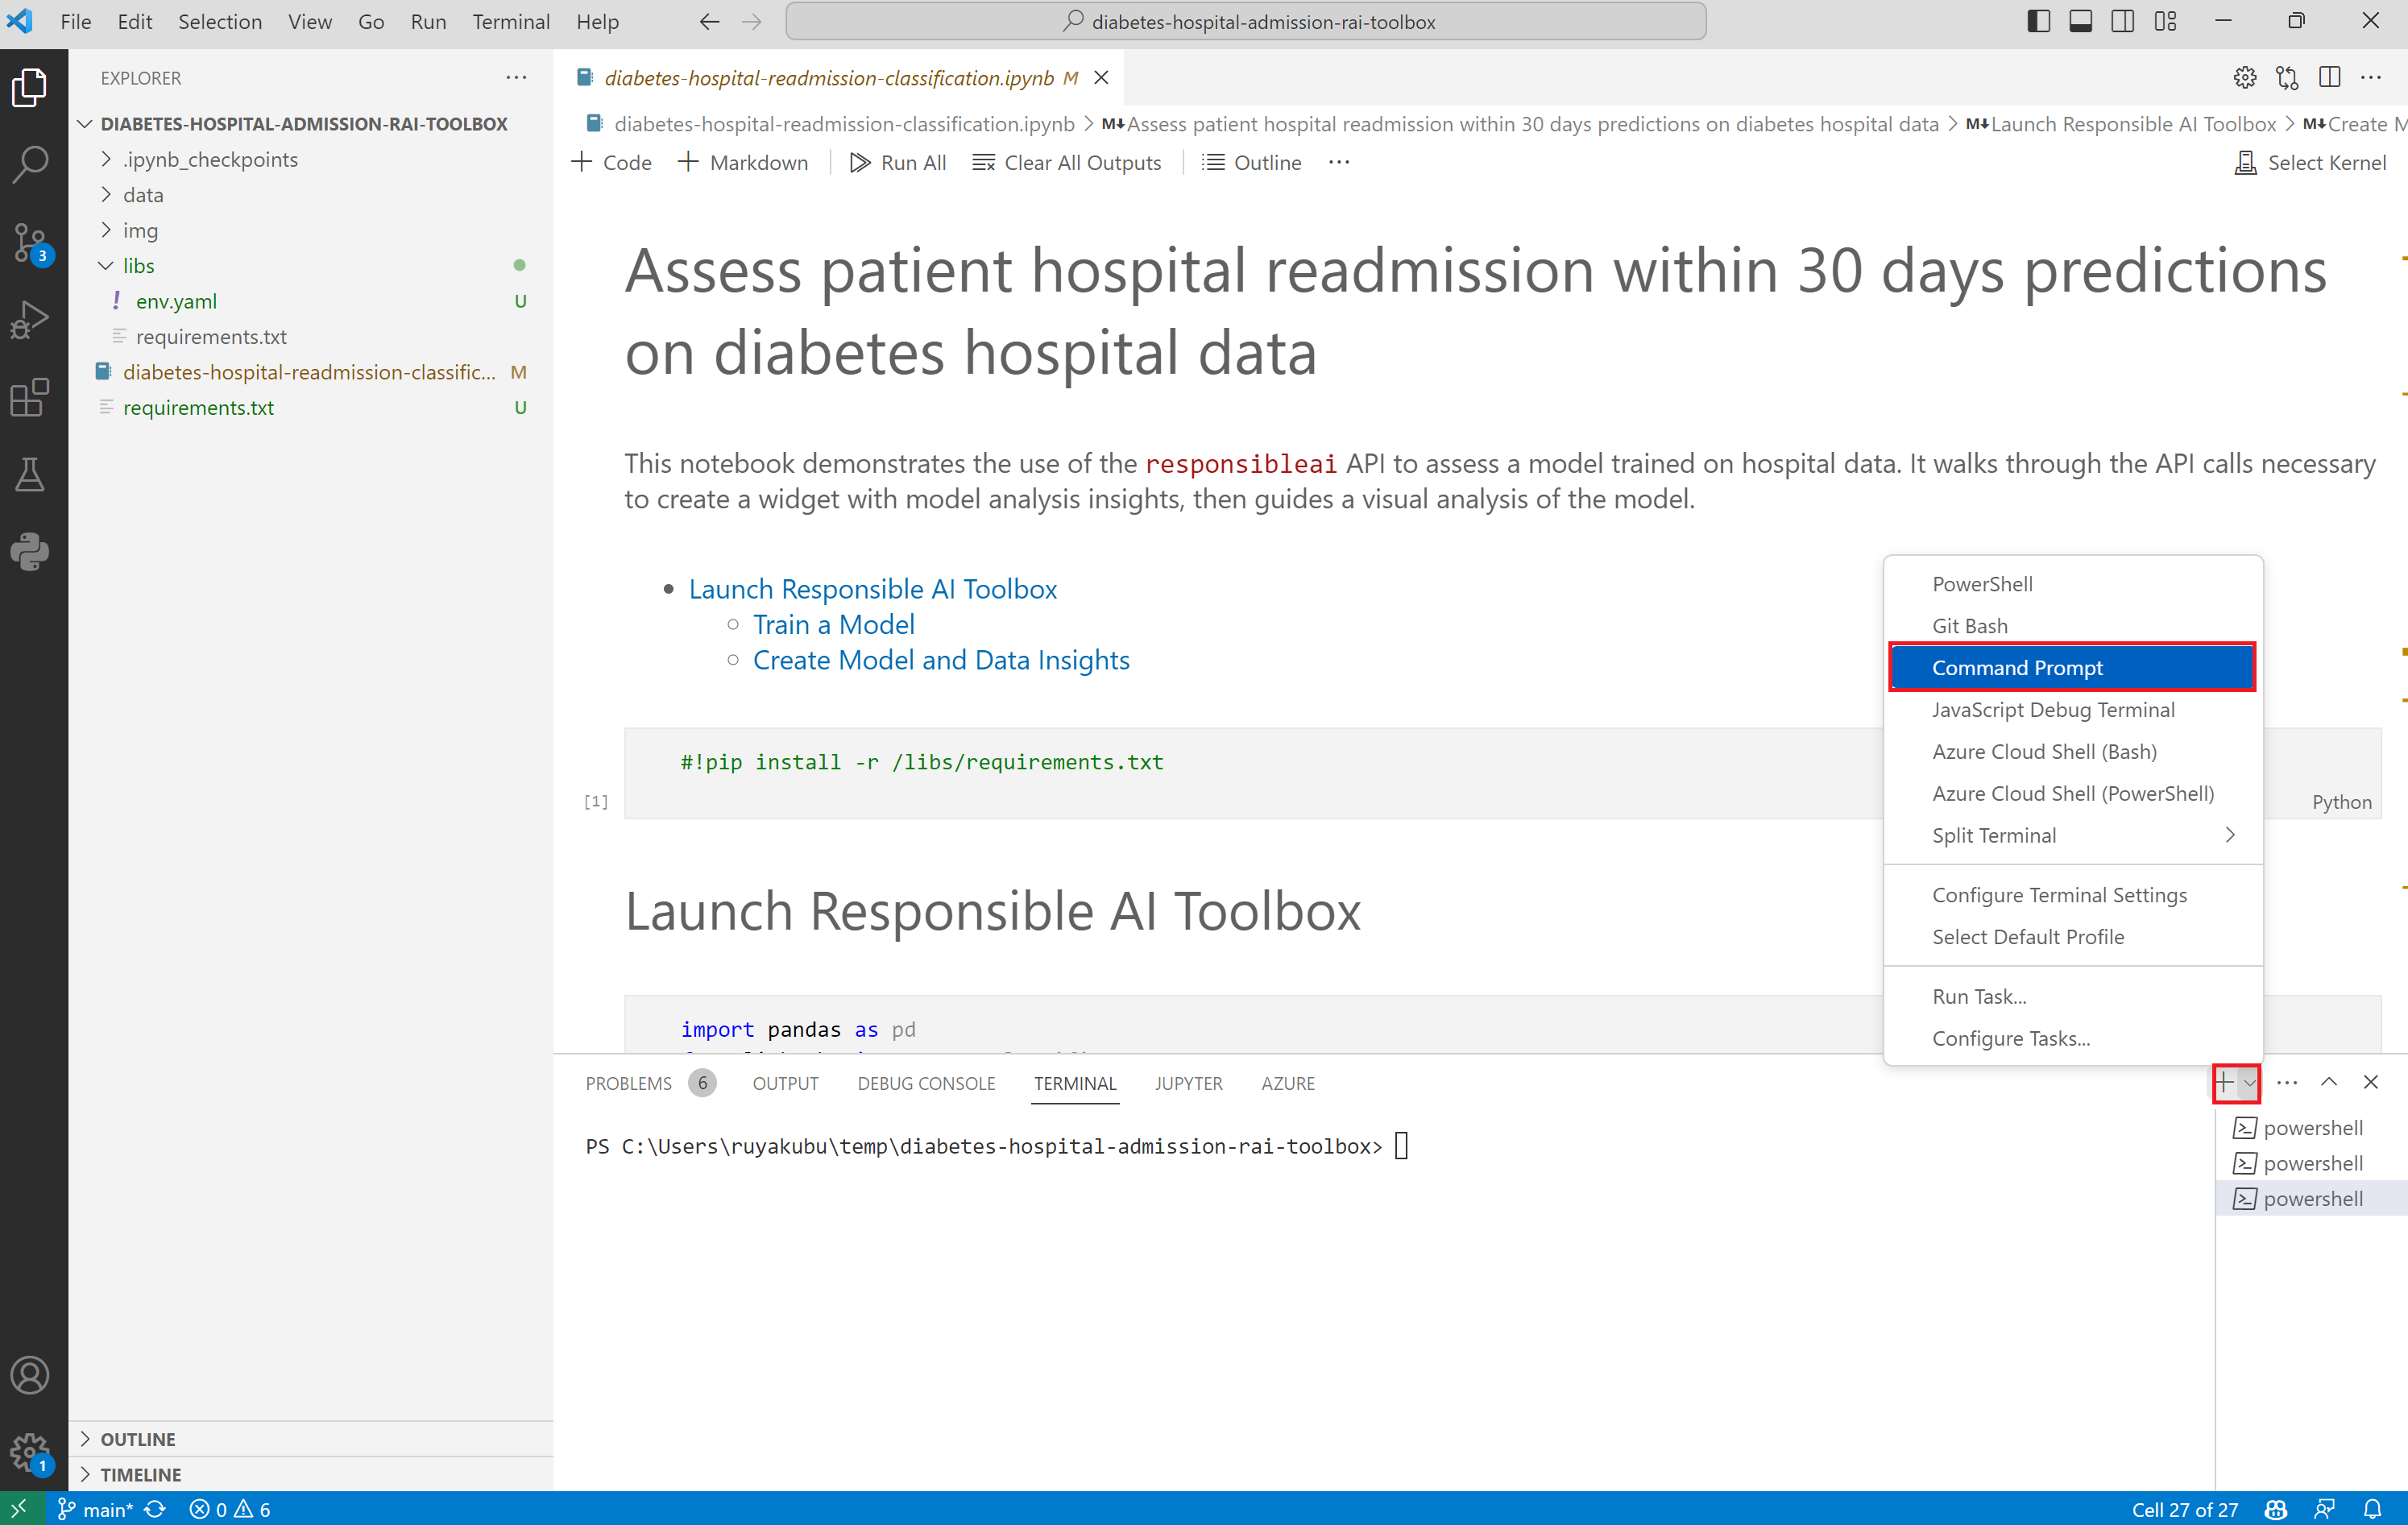 File Edit Selection View Go Run Terminal Help
diabetes-hospital-admission-rai-toolbox
EXPLORER
DIABETES-HOSPITAL-ADMISSION-RAI-TOOLBOX
.ipynb_checkpoints
data
img
libs
! env.yaml U
requirements.txt
diabetes-hospital-readmission-classific... M
requirements.txt U
OUTLINE
TIMELINE
3
1
diabetes-hospital-readmission-classification.ipynb M
diabetes-hospital-readmission-classification.ipynb > M↓Assess patient hospital readmission within 30 days predictions on diabetes hospital data > M↓Launch Responsible AI Toolbox > M↓Create M
+ Code + Markdown Run All Clear All Outputs Outline ... Select Kernel
Assess patient hospital readmission within 30 days predictions
on diabetes hospital data
This notebook demonstrates the use of the responsibleai API to assess a model trained on hospital data. It walks through the API calls necessary
to create a widget with model analysis insights, then guides a visual analysis of the model.
Launch Responsible AI Toolbox
Train a Model
Create Model and Data Insights
#!pip install -r /libs/requirements.txt
[1]
Python
Launch Responsible AI Toolbox
import pandas as pd
PowerShell
Git Bash
Command Prompt
JavaScript Debug Terminal
Azure Cloud Shell (Bash)
Azure Cloud Shell (PowerShell)
Split Terminal
Configure Terminal Settings
Select Default Profile
Run Task...
Configure Tasks...
PROBLEMS 6 OUTPUT DEBUG CONSOLE TERMINAL JUPYTER AZURE
PS C:\Users\ruyakubu\temp\diabetes-hospital-admission-rai-toolbox>
powershell
powershell
powershell
main* 0 6 Cell 27 of 27